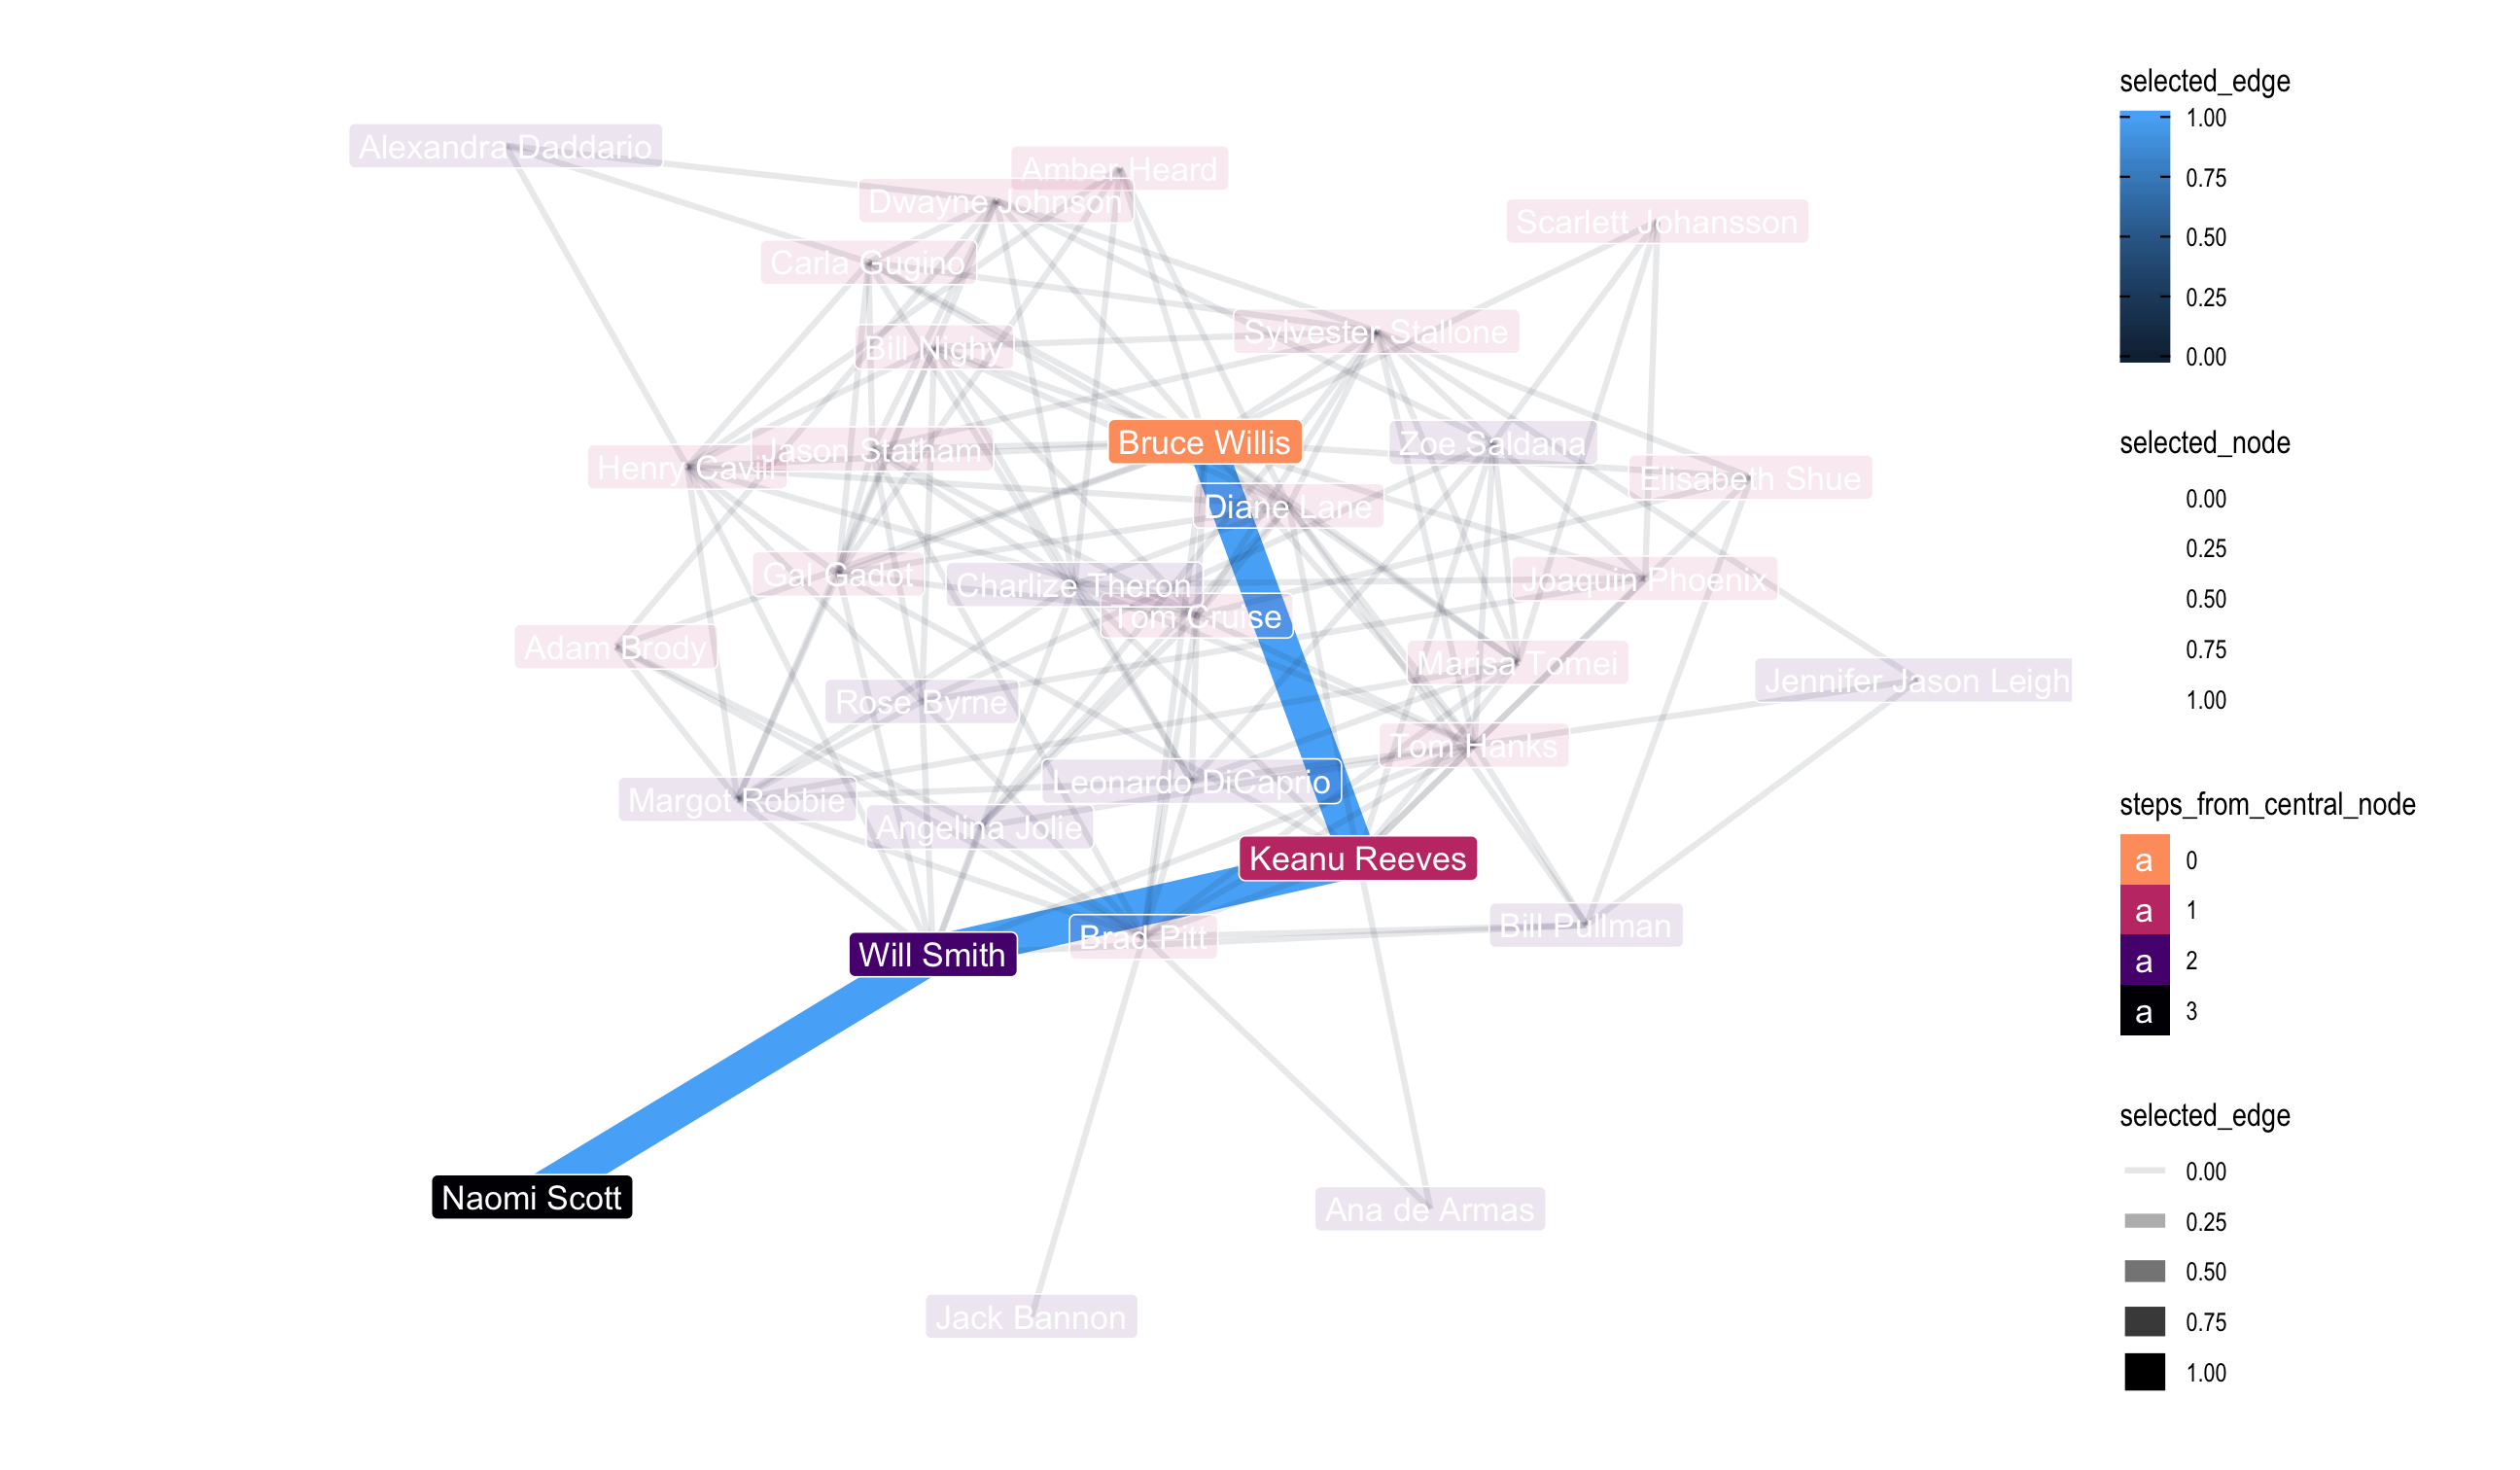 Alexandra Daddario
Amber Heard
Dwayne Johnson
Scarlett Johansson
Carla Gugino
Sylvester Stallone
Bill Nighy
Bruce Willis
Zoe Saldana
Jason Statham
Henry Cavill
Elisabeth Shue
Diane Lane
Gal Gadot
Charlize Theron
Joaquin Phoenix
Tom Cruise
Adam Brody
Marisa Tomei
Jennifer Jason Leigh
Rose Byrne
Tom Hanks
Leonardo DiCaprio
Margot Robbie
Angelina Jolie
Keanu Reeves
Bill Pullman
Brad Pitt
Will Smith
Naomi Scott
Ana de Armas
Jack Bannon
selected_edge
1.00
0.75
0.50
0.25
0.00
selected_node
0.00
0.25
0.50
0.75
1.00
steps_from_central_node
a 0
a 1
a 2
a 3
selected_edge
0.00
0.25
0.50
0.75
1.00